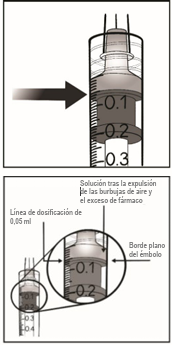 0.1
0.2
0.3
Solución tras la expulsión
de las burbujas de aire y
el exceso de fármaco
Línea de dosificación de
0,05 ml
Borde plano
del émbolo
0.1
0.2
0.2
0.3
0.4